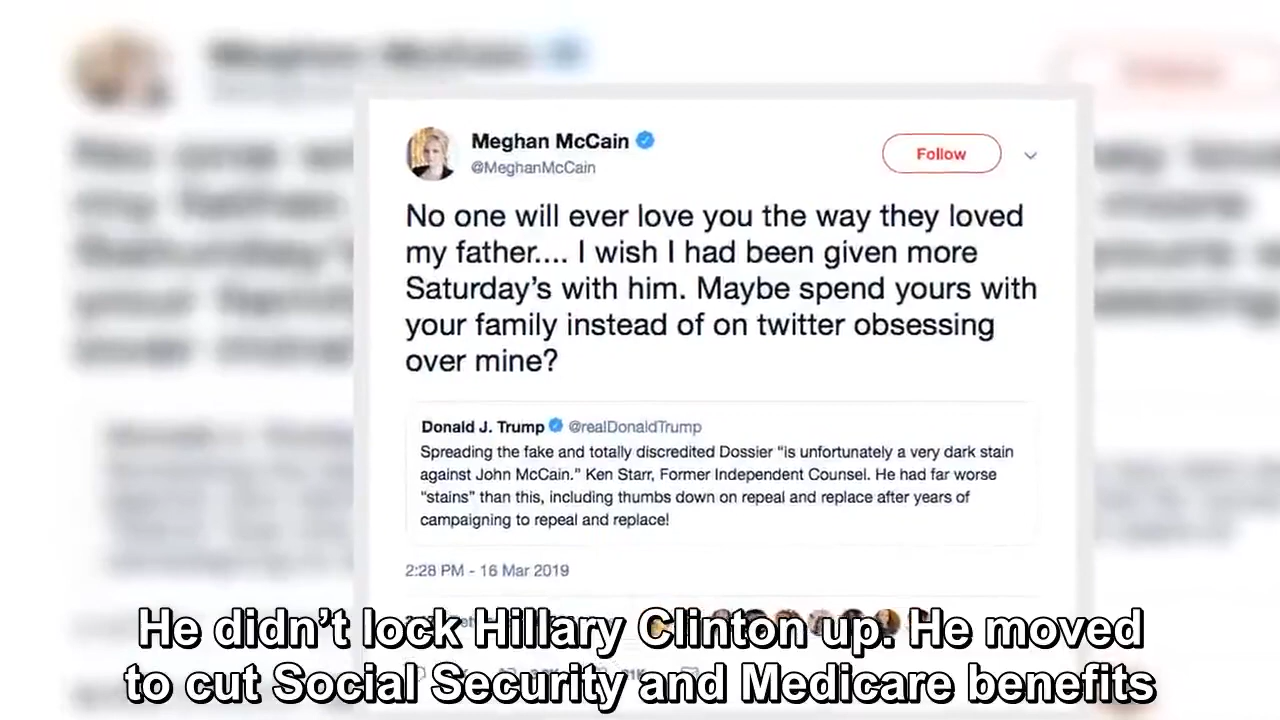 Meghan McCain
@MeghanMcCain
Follow
No one will ever love you the way they loved
my father.... I wish I had been given more
Saturday's with him. Maybe spend yours with
your family instead of on twitter obsessing
over mine?
Donald J. Trump @realDonaldTrump
Spreading the fake and totally discredited Dossier "is unfortunately a very dark stain
against John McCain." Ken Starr, Former Independent Counsel. He had far worse
"stains" than this, including thumbs down on repeal and replace after years of
campaigning to repeal and replace!
2:28 PM - 16 Mar 2019
He didn't lock Hillary Clinton up. He moved
to cut Social Security and Medicare benefits